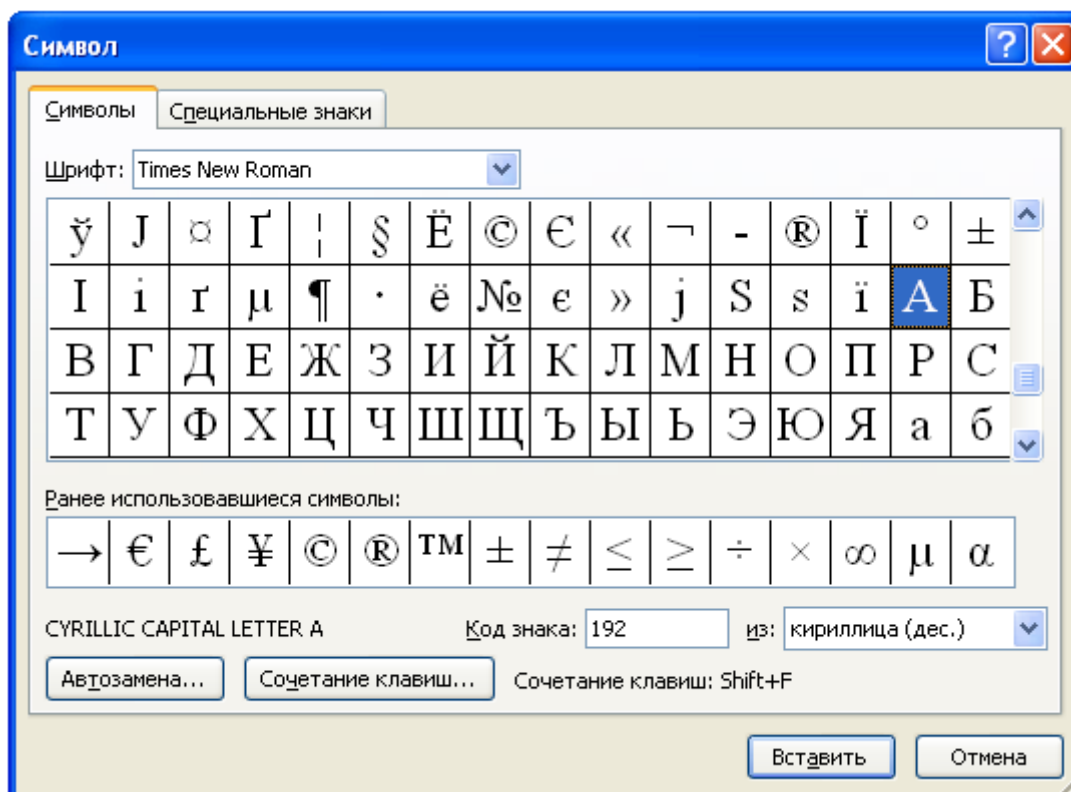 Символ
Символы Специальные знаки
Шрифт: Times New Roman
ў Ј ¤ Ґ ¦ § Ё © Є « ¬ - ® Ї ° ±
І і ґ µ ¶ · ё № є » ј Ѕ ѕ ї А Б
В Г Д Е Ж З И Й К Л М Н О П Р С
Т У Ф Х Ц Ч Ш Щ Ъ Ы Ь Э Ю Я а б
Ранее использовавшиеся символы:
→ € £ ¥ © ® ™ ± ≠ ≤ ≥ ÷ × ∞ µ α
CYRILLIC CAPITAL LETTER A Код знака: 192 из: кириллица (дес.)
Автозамена... Сочетание клавиш... Сочетание клавиш: Shift+F
Вставить Отмена